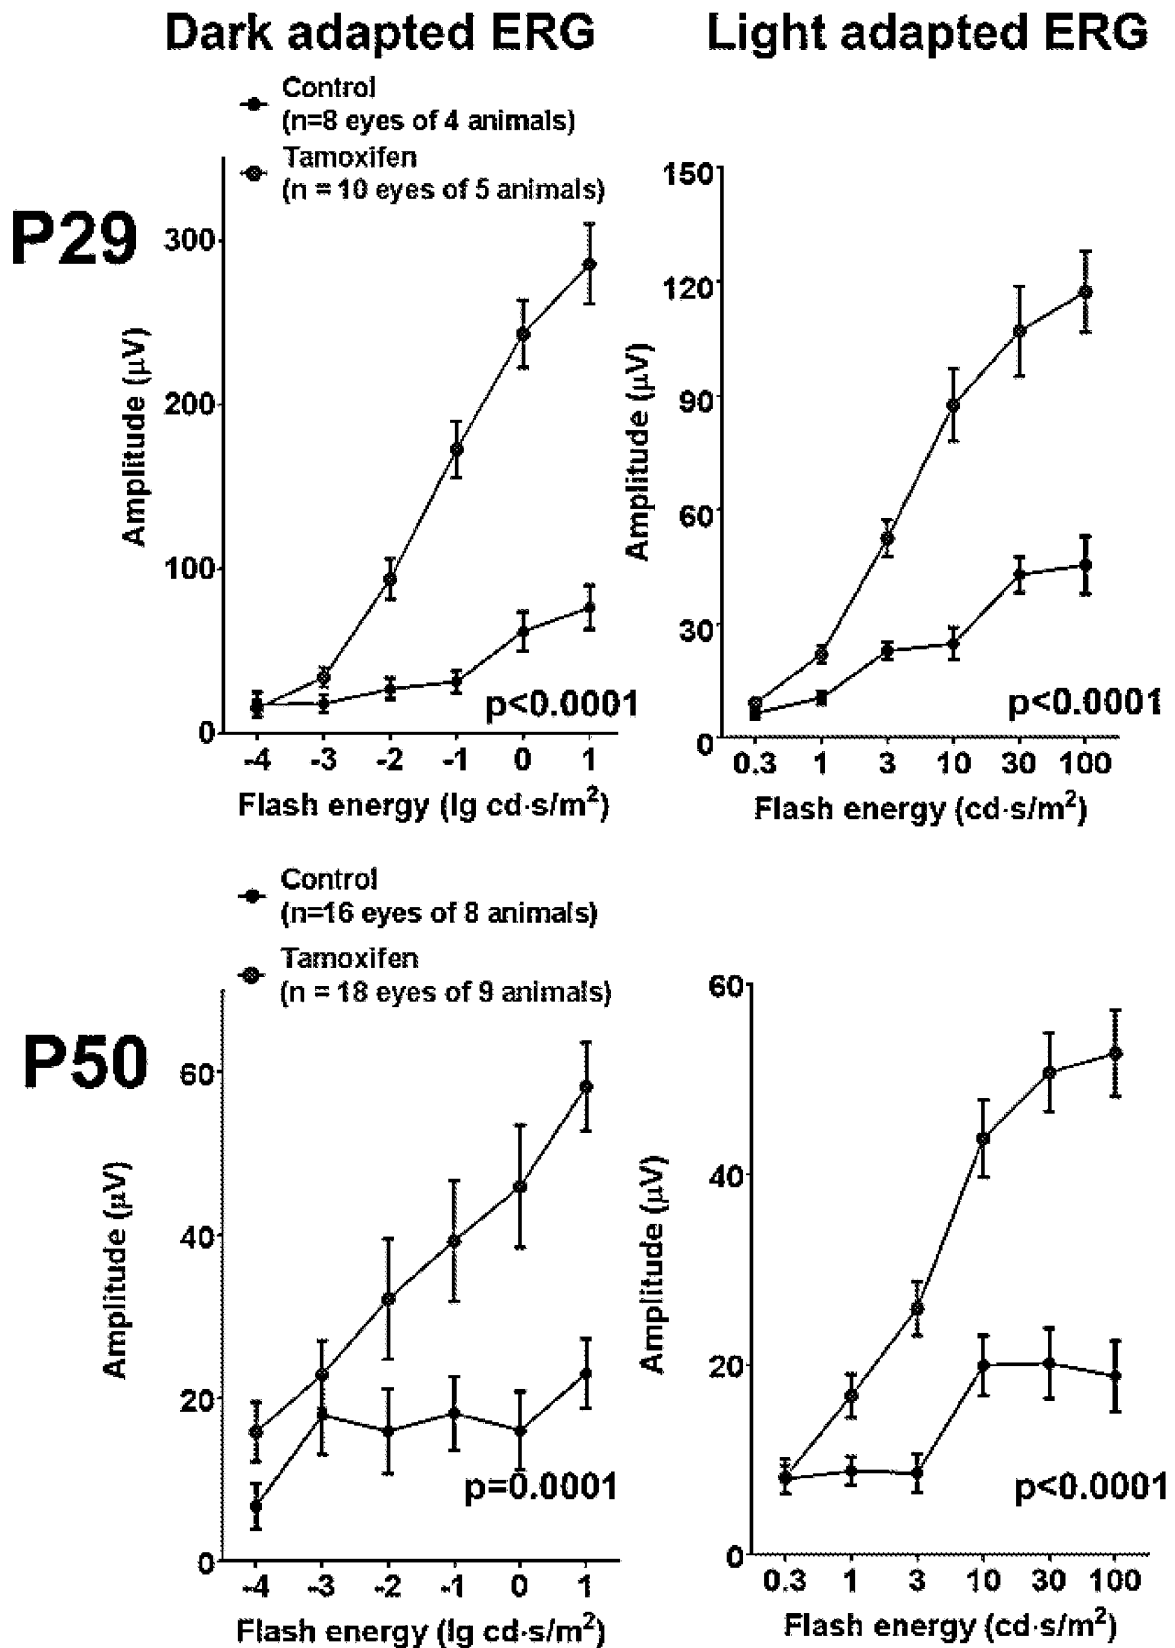 Dark adapted ERG
Light adapted ERG
Control
(n=8 eyes of 4 animals)
Tamoxifen
(n = 10 eyes of 5 animals)
P29
300
200
100
0
Amplitude (µV)
-4 -3 -2 -1 0 1
Flash energy (lg cd·s/m²)
p<0.0001
150
120
90
60
30
0
Amplitude (µV)
0.3 1 3 10 30 100
Flash energy (cd·s/m²)
p<0.0001
Control
(n=16 eyes of 8 animals)
Tamoxifen
(n = 18 eyes of 9 animals)
P50
60
40
20
0
Amplitude (µV)
-4 -3 -2 -1 0 1
Flash energy (lg cd·s/m²)
p=0.0001
60
40
20
0
Amplitude (µV)
0.3 1 3 10 30 100
Flash energy (cd·s/m²)
p<0.0001